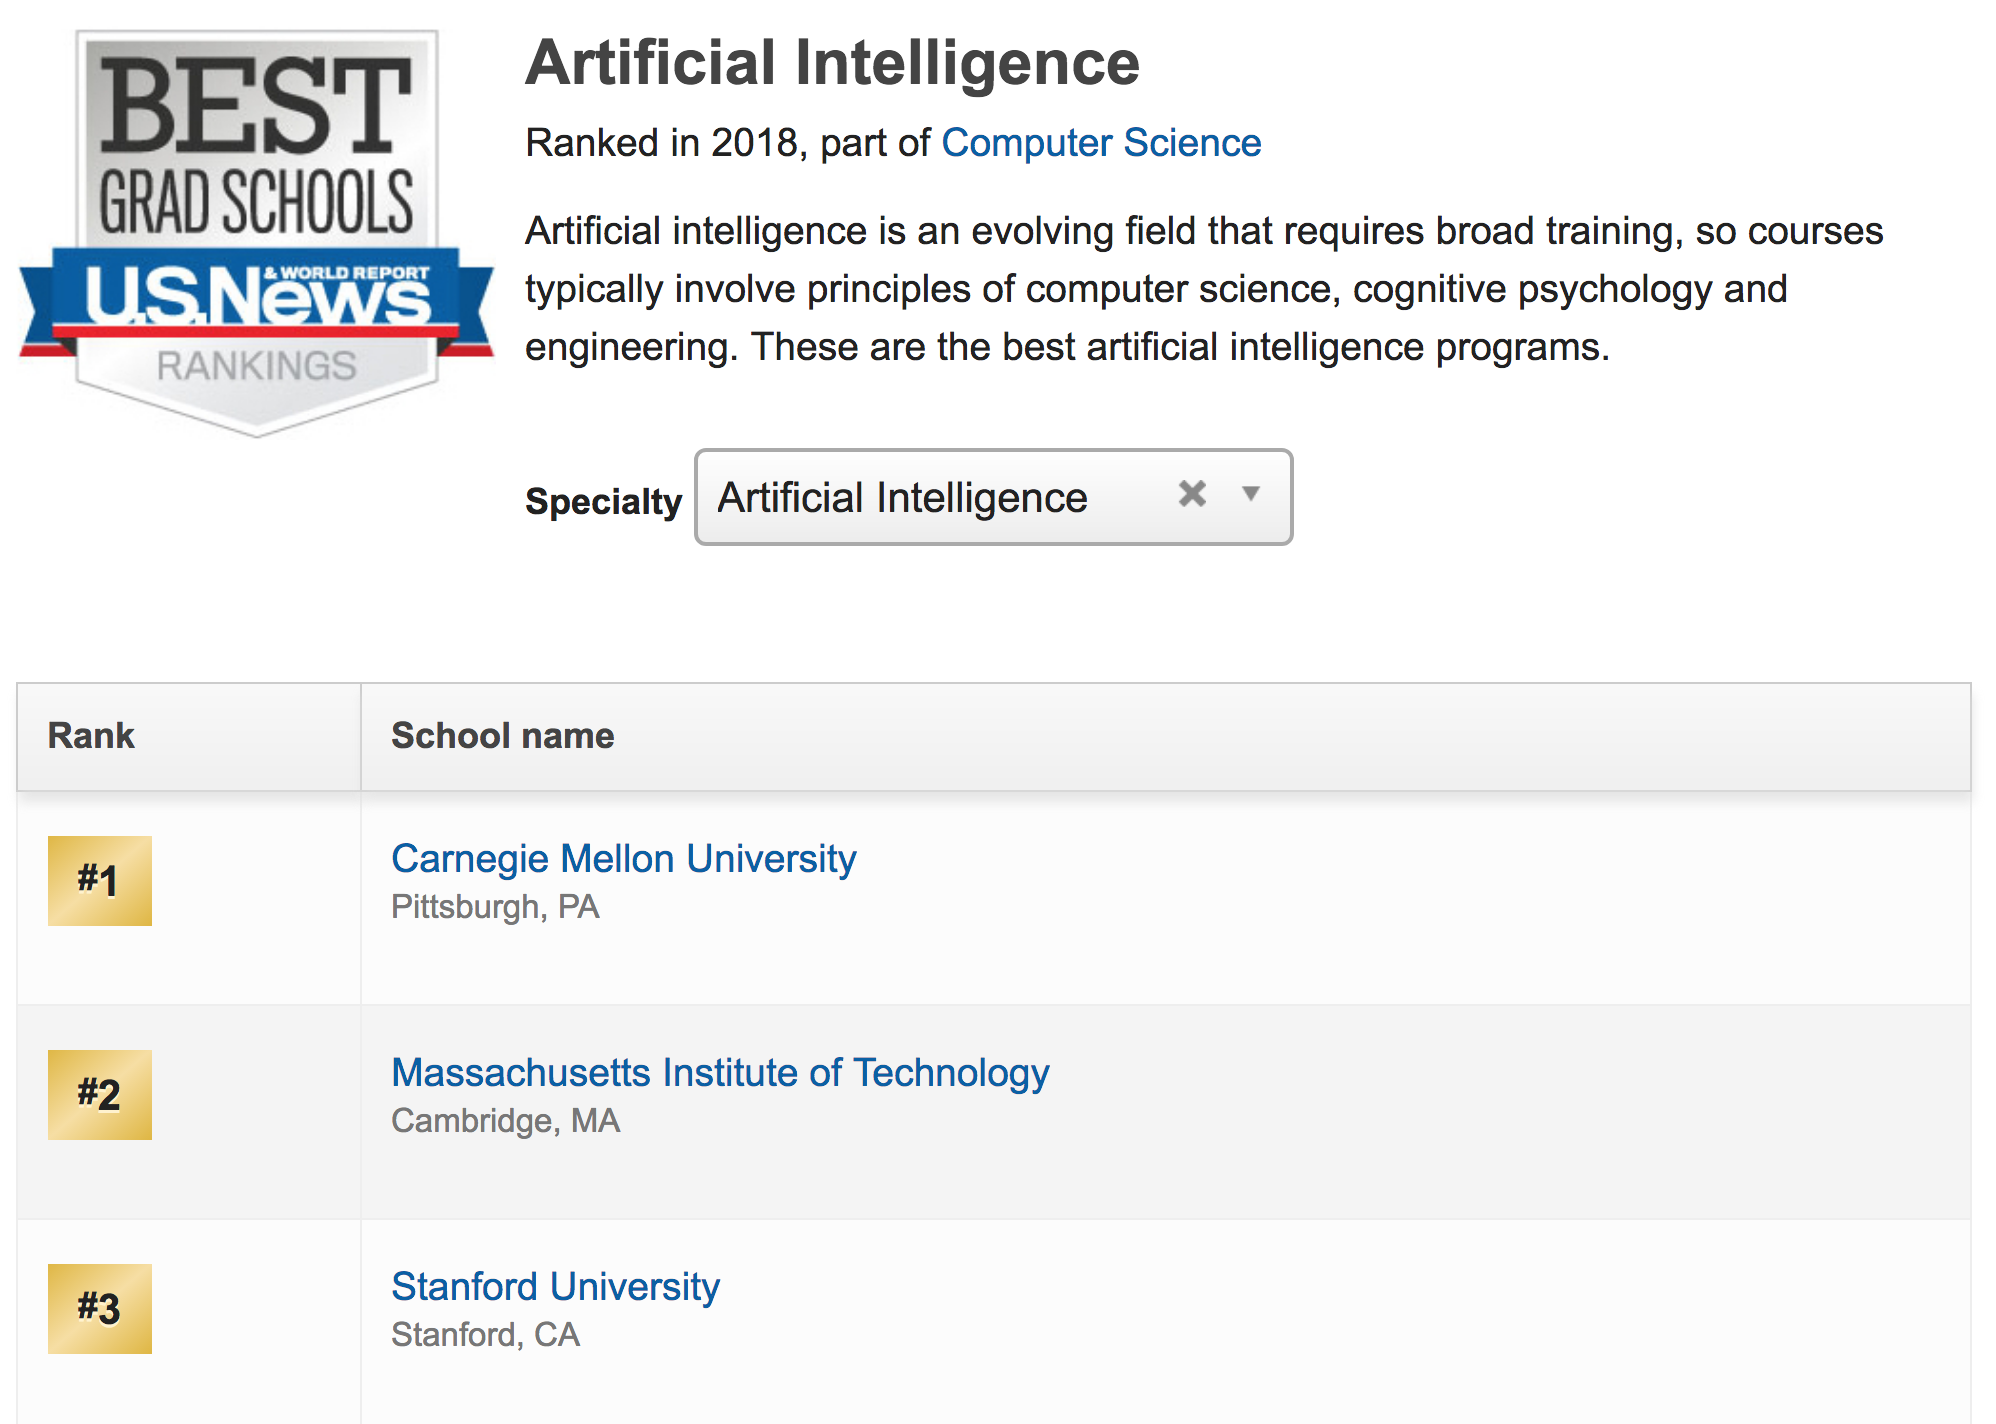 BEST
GRAD SCHOOLS
& WORLD REPORT
U.S.News
RANKINGS
Artificial Intelligence
Ranked in 2018, part of Computer Science
Artificial intelligence is an evolving field that requires broad training, so courses
typically involve principles of computer science, cognitive psychology and
engineering. These are the best artificial intelligence programs.
Specialty Artificial Intelligence
Rank School name
#1 Carnegie Mellon University
Pittsburgh, PA
#2 Massachusetts Institute of Technology
Cambridge, MA
#3 Stanford University
Stanford, CA